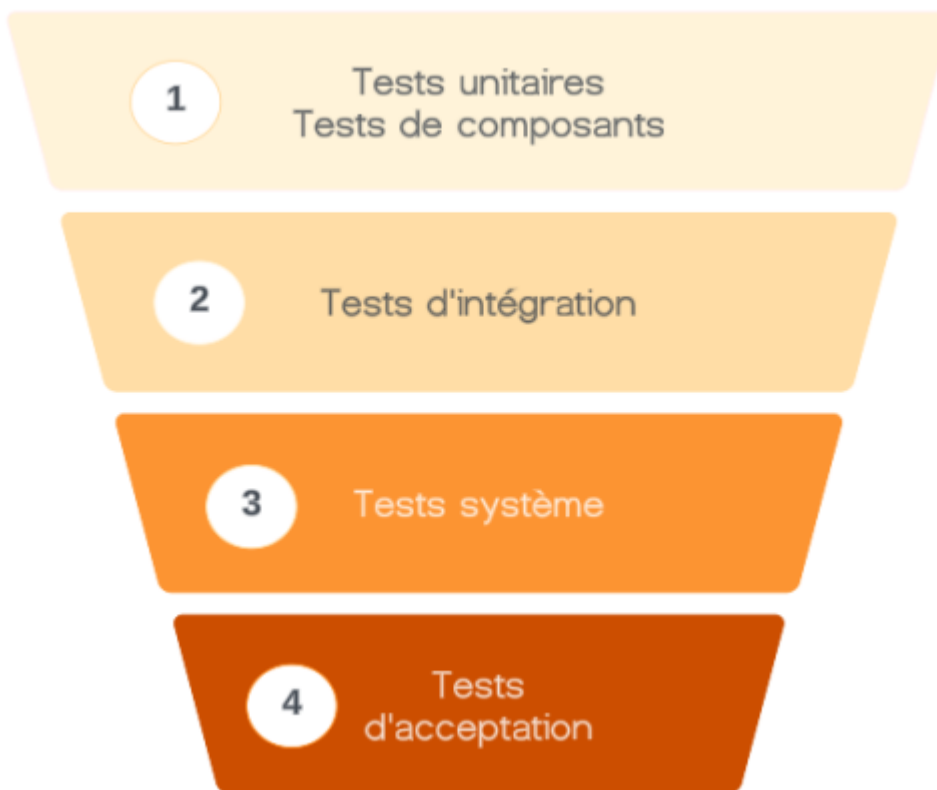 1
Tests unitaires
Tests de composants
2
Tests d'intégration
3
Tests système
4
Tests
d'acceptation